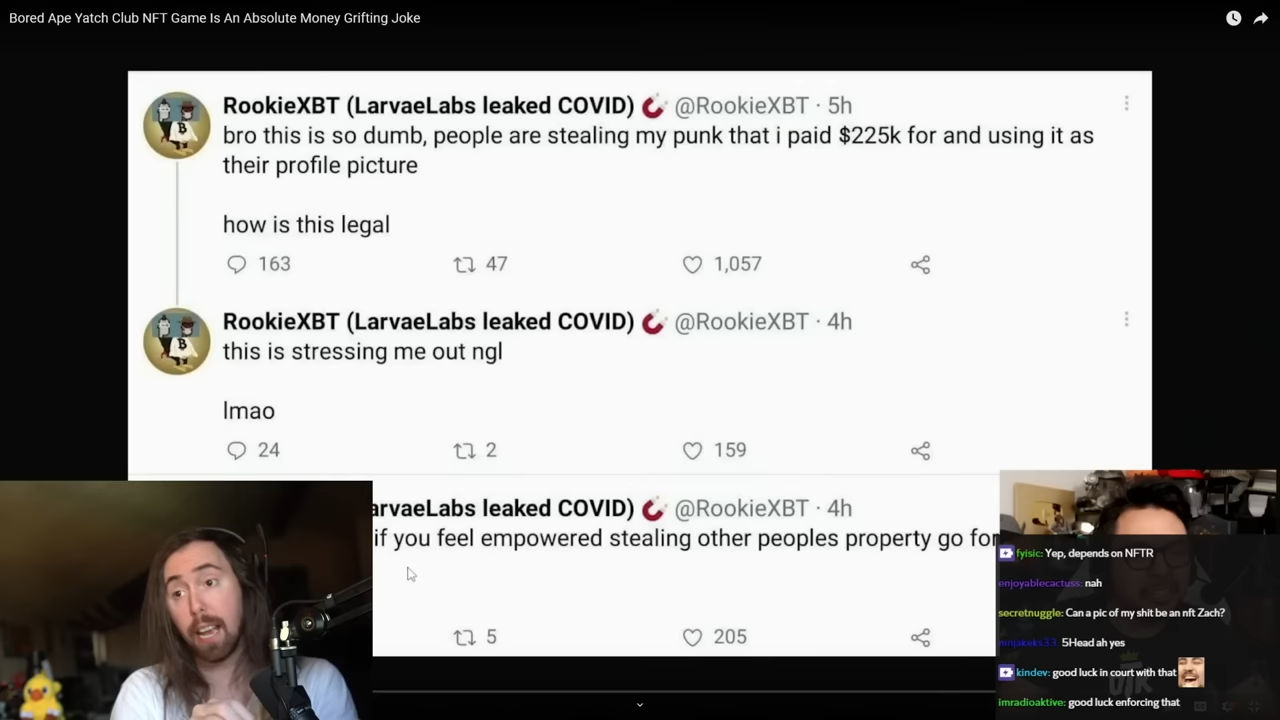 Bored Ape Yatch Club NFT Game Is An Absolute Money Grifting Joke
RookieXBT (LarvaeLabs leaked COVID) @RookieXBT · 5h
bro this is so dumb, people are stealing my punk that i paid $225k for and using it as
their profile picture
how is this legal
163 47 1,057
RookieXBT (LarvaeLabs leaked COVID) @RookieXBT · 4h
this is stressing me out ngl
lmao
24 2 159
arvaeLabs leaked COVID) @RookieXBT · 4h
if you feel empowered stealing other peoples property go for
5 205
fyisic: Yep, depends on NFTR
enjoyablecactuss: nah
secretnuggle: Can a pic of my shit be an nft Zach?
5Head ah yes
kindev: good luck in court with that
imradioaktive: good luck enforcing that